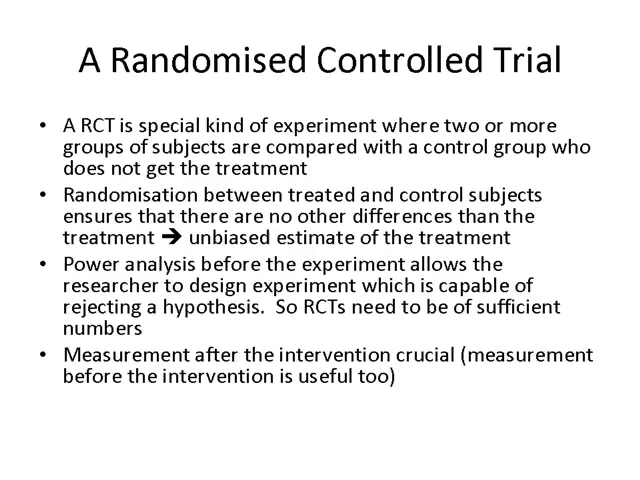 A Randomised Controlled Trial
• A RCT is special kind of experiment where two or more
groups of subjects are compared with a control group who
does not get the treatment
• Randomisation between treated and control subjects
ensures that there are no other differences than the
treatment ➔ unbiased estimate of the treatment
• Power analysis before the experiment allows the
researcher to design experiment which is capable of
rejecting a hypothesis.  So RCTs need to be of sufficient
numbers
• Measurement after the intervention crucial (measurement
before the intervention is useful too)